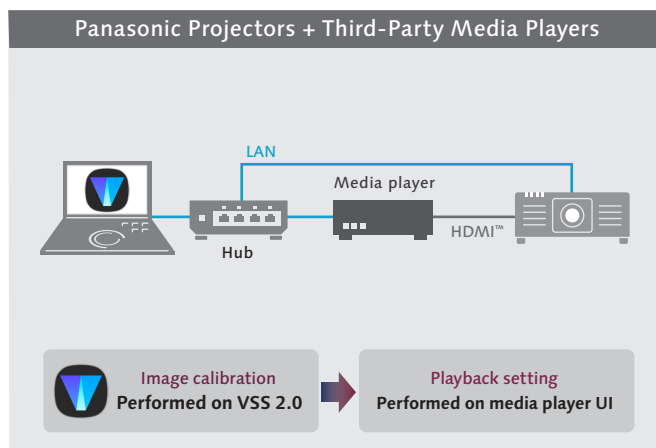 Panasonic Projectors + Third-Party Media Players
LAN
Media player
HDMI™
Hub
Image calibration
Performed on VSS 2.0
Playback setting
Performed on media player UI